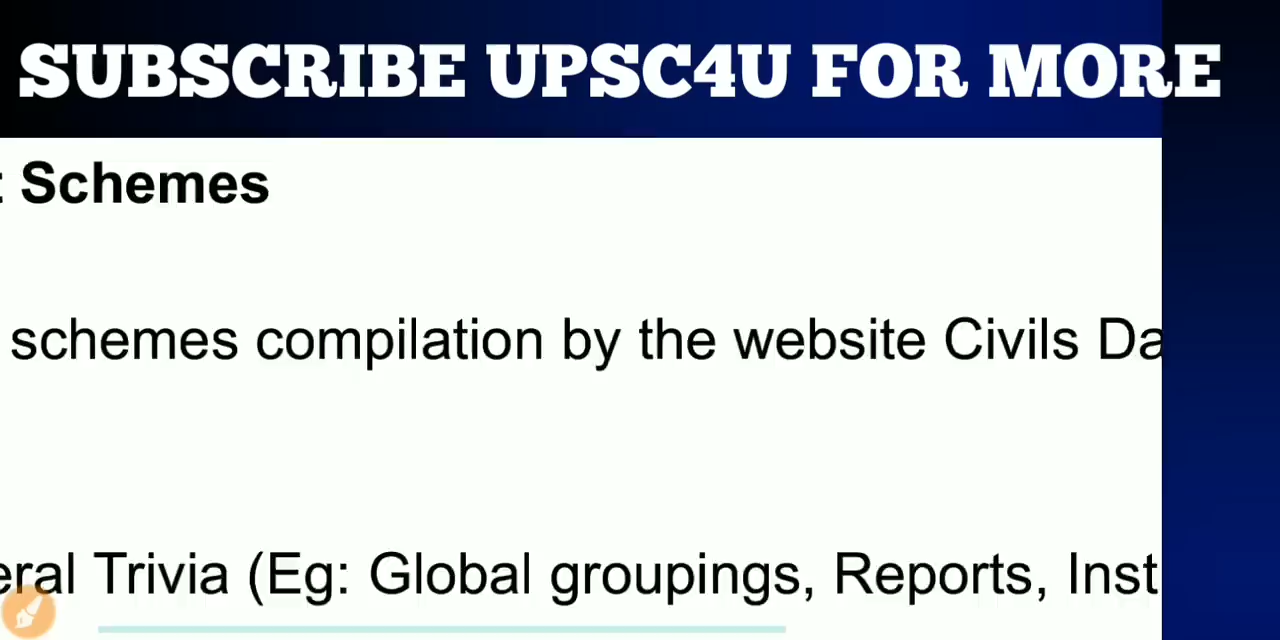 SUBSCRIBE UPSC4U FOR MORE
: Schemes
schemes compilation by the website Civils Da
eral Trivia (Eg: Global groupings, Reports, Inst